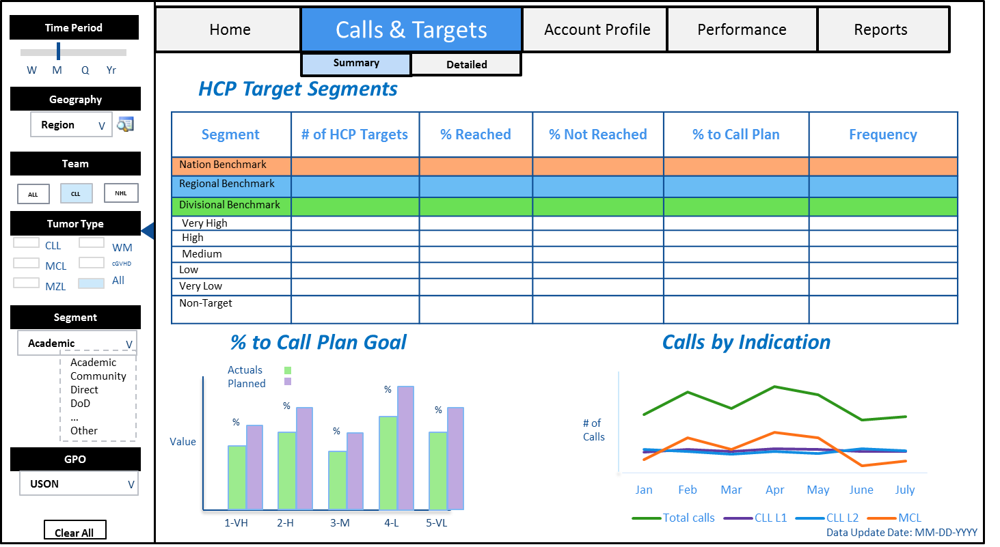 Time Period
W M Q Yr
Geography
Region V
Team
ALL CLL NHL
Tumor Type
CLL WM
MCL cGVHD
MZL All
Segment
Academic V
Academic
Community
Direct
DoD
...
Other
GPO
USON V
Clear All
Home Calls & Targets Account Profile Performance Reports
Summary Detailed
HCP Target Segments
Segment # of HCP Targets % Reached % Not Reached % to Call Plan Frequency
Nation Benchmark
Regional Benchmark
Divisional Benchmark
Very High
High
Medium
Low
Very Low
Non-Target
% to Call Plan Goal
Actuals
Planned
Value
% % % % %
1-VH 2-H 3-M 4-L 5-VL
Calls by Indication
# of
Calls
Jan Feb Mar Apr May June July
Total calls CLL L1 CLL L2 MCL
Data Update Date: MM-DD-YYYY